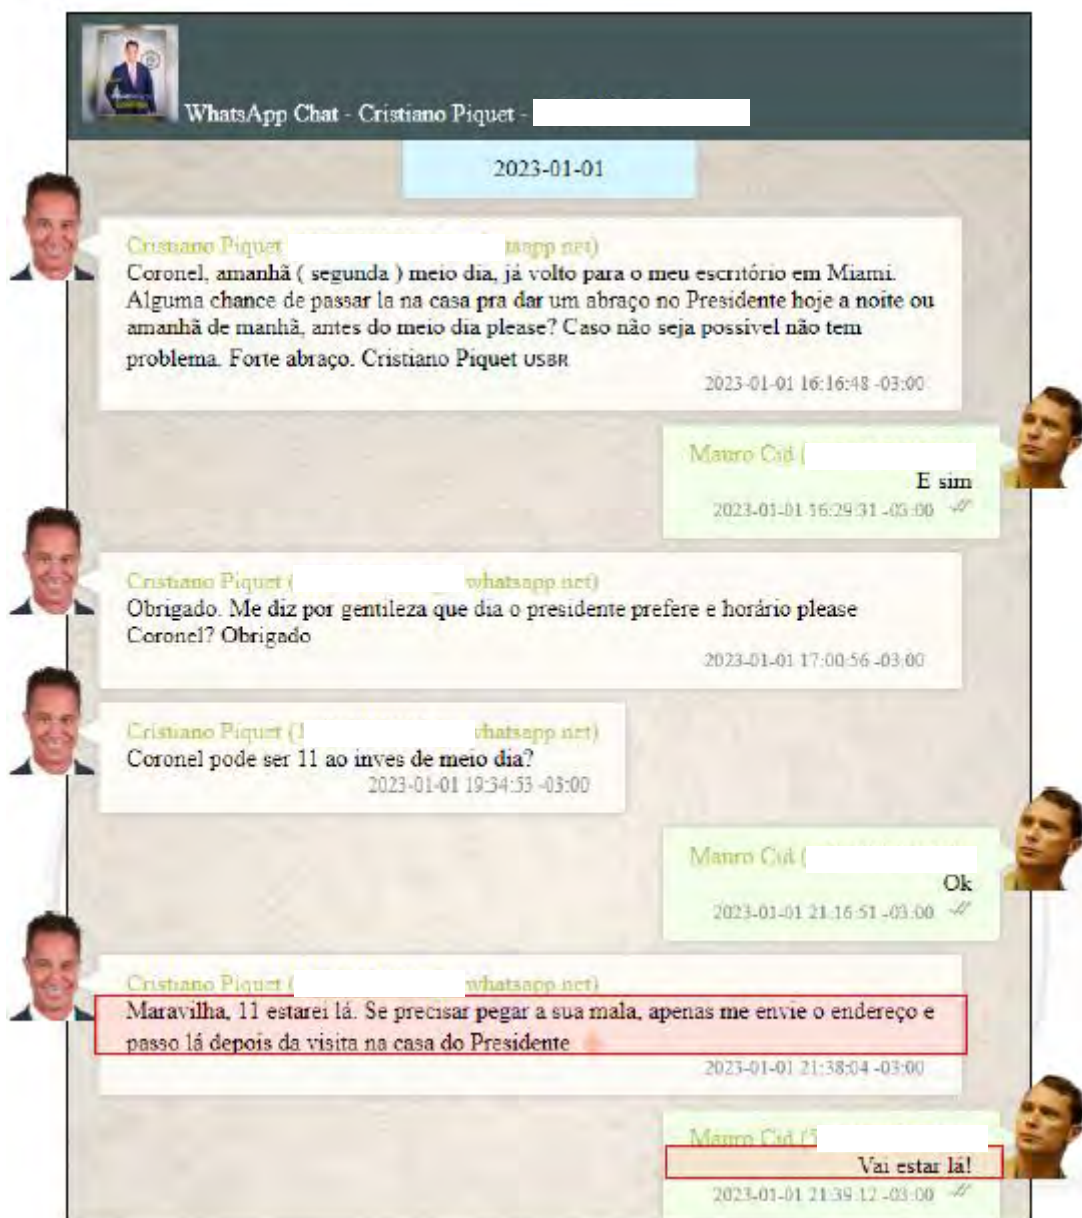 WhatsApp Chat - Cristiano Piquet -
2023-01-01
Cristiano Piquet
Coronel, amanhã ( segunda ) meio dia, já volto para o meu escritório em Miami.
Alguma chance de passar la na casa pra dar um abraço no Presidente hoje a noite ou
amanhã de manhã, antes do meio dia please? Caso não seja possível não tem
problema. Forte abraço. Cristiano Piquet USBR
2023-01-01 16:16:48 -03:00
Mauro Cid (
E sim
2023-01-01 16:29:31 -03:00
Cristiano Piquet ( whatsapp.net)
Obrigado. Me diz por gentileza que dia o presidente prefere e horário please
Coronel? Obrigado
2023-01-01 17:00:56 -03:00
Cristiano Piquet (1 whatsapp.net)
Coronel pode ser 11 ao inves de meio dia?
2023-01-01 19:34:53 -03:00
Mauro Cid (
Ok
2023-01-01 21:16:51 -03:00
Cristiano Piquet ( whatsapp.net)
Maravilha, 11 estarei lá. Se precisar pegar a sua mala, apenas me envie o endereço e
passo lá depois da visita na casa do Presidente
2023-01-01 21:38:04 -03:00
Mauro Cid (5
Vai estar lá!
2023-01-01 21:39:12 -03:00